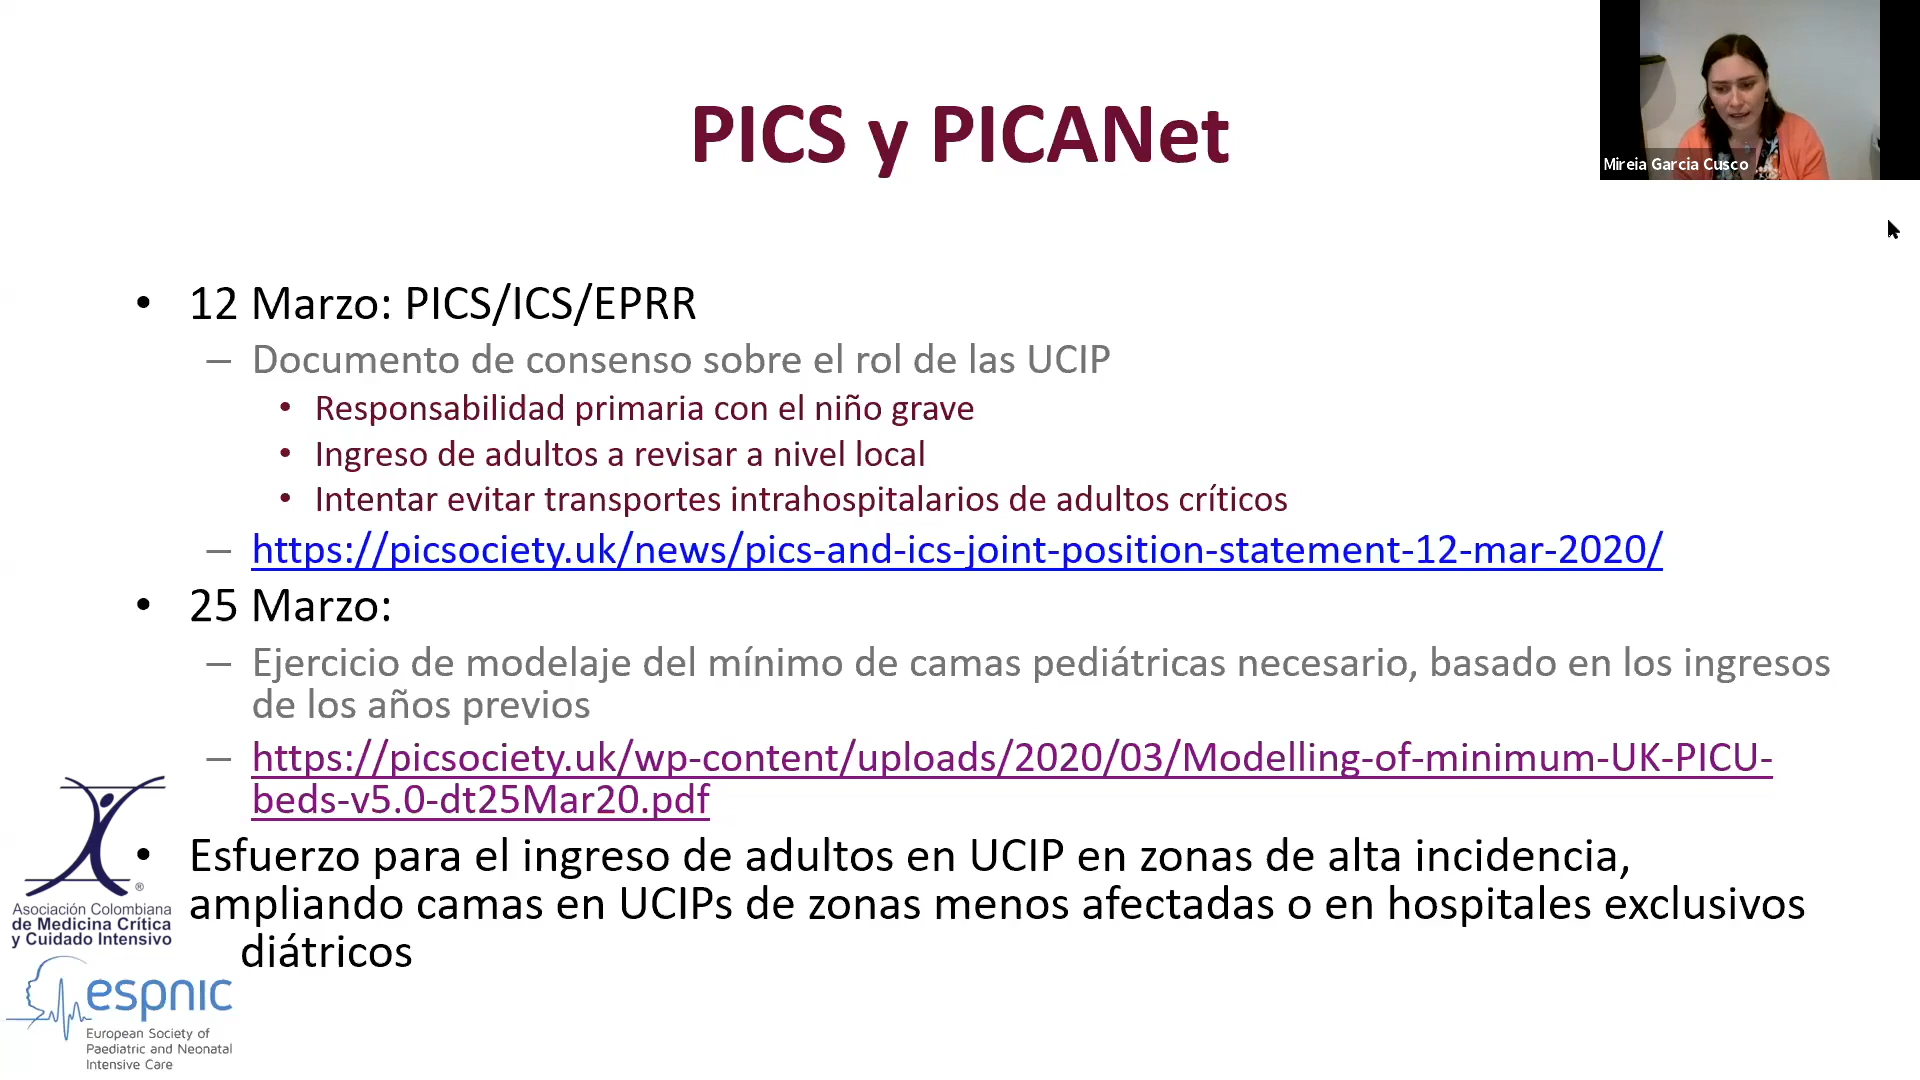 PICS y PICANet
Mireia Garcia Cusco
• 12 Marzo: PICS/ICS/EPRR
– Documento de consenso sobre el rol de las UCIP
• Responsabilidad primaria con el niño grave
• Ingreso de adultos a revisar a nivel local
• Intentar evitar transportes intrahospitalarios de adultos críticos
– https://picsociety.uk/news/pics-and-ics-joint-position-statement-12-mar-2020/
• 25 Marzo:
– Ejercicio de modelaje del mínimo de camas pediátricas necesario, basado en los ingresos
de los años previos
– https://picsociety.uk/wp-content/uploads/2020/03/Modelling-of-minimum-UK-PICU-
beds-v5.0-dt25Mar20.pdf
• Esfuerzo para el ingreso de adultos en UCIP en zonas de alta incidencia,
ampliando camas en UCIPs de zonas menos afectadas o en hospitales exclusivos
diátricos
®
Asociación Colombiana
de Medicina Crítica
y Cuidado Intensivo
espnic
European Society of
Paediatric and Neonatal
Intensive Care